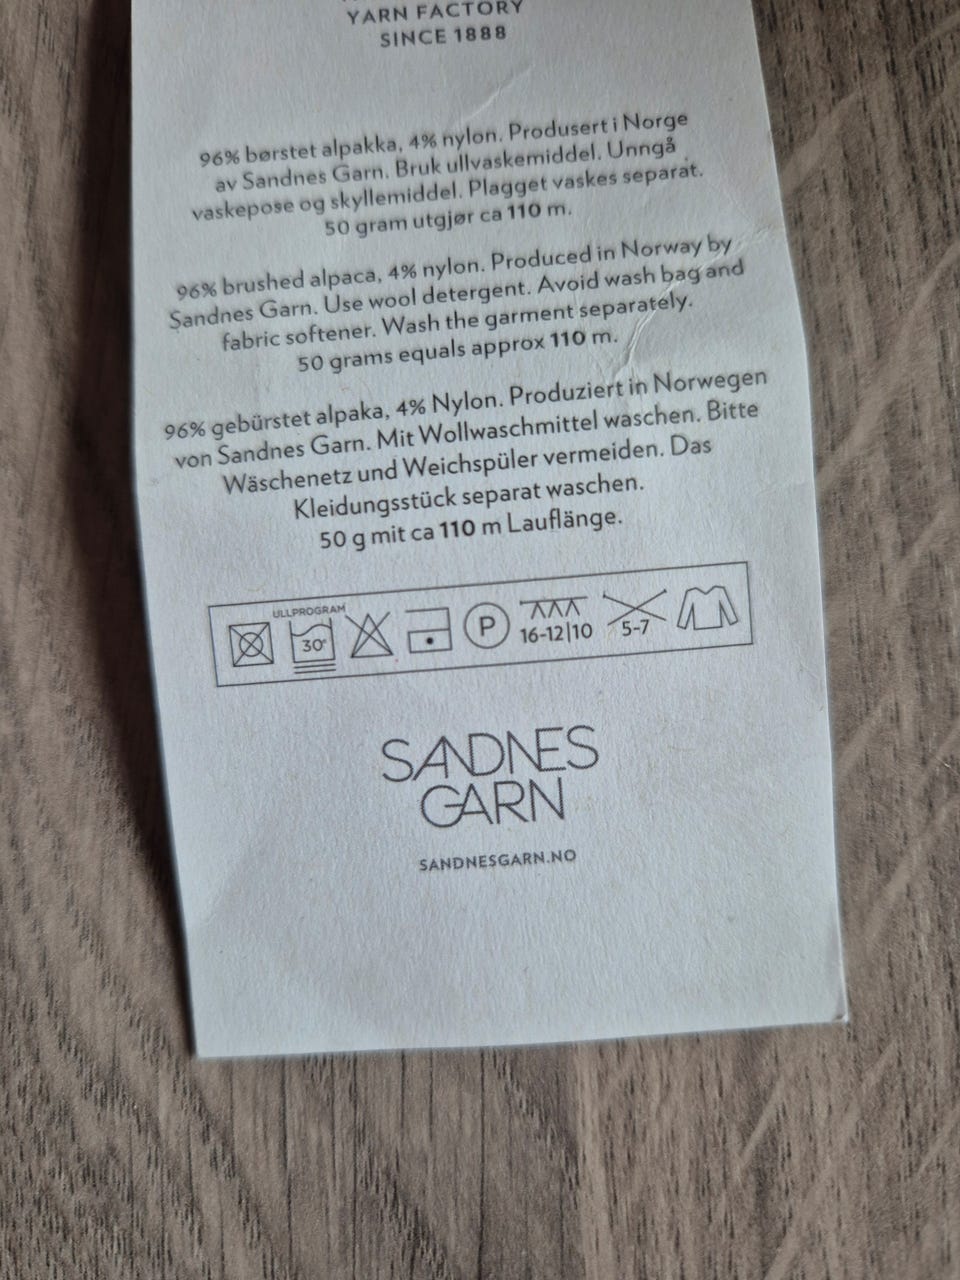 YARN FACTORY
SINCE 1888
96% børstet alpakka, 4% nylon. Produsert i Norge
av Sandnes Garn. Bruk ullvaskemiddel. Unngå
vaskepose og skyllemiddel. Plagget vaskes separat.
50 gram utgjør ca 110 m.
96% brushed alpaca, 4% nylon. Produced in Norway by
Sandnes Garn. Use wool detergent. Avoid wash bag and
fabric softener. Wash the garment separately.
50 grams equals approx 110 m.
96% gebürstet alpaka, 4% Nylon. Produziert in Norwegen
von Sandnes Garn. Mit Wollwaschmittel waschen. Bitte
Wäschenetz und Weichspüler vermeiden. Das
Kleidungsstück separat waschen.
50 g mit ca 110 m Lauflänge.
ULLPROGRAM
30° P 16-12|10 5-7
SANDNES
GARN
SANDNESGARN.NO